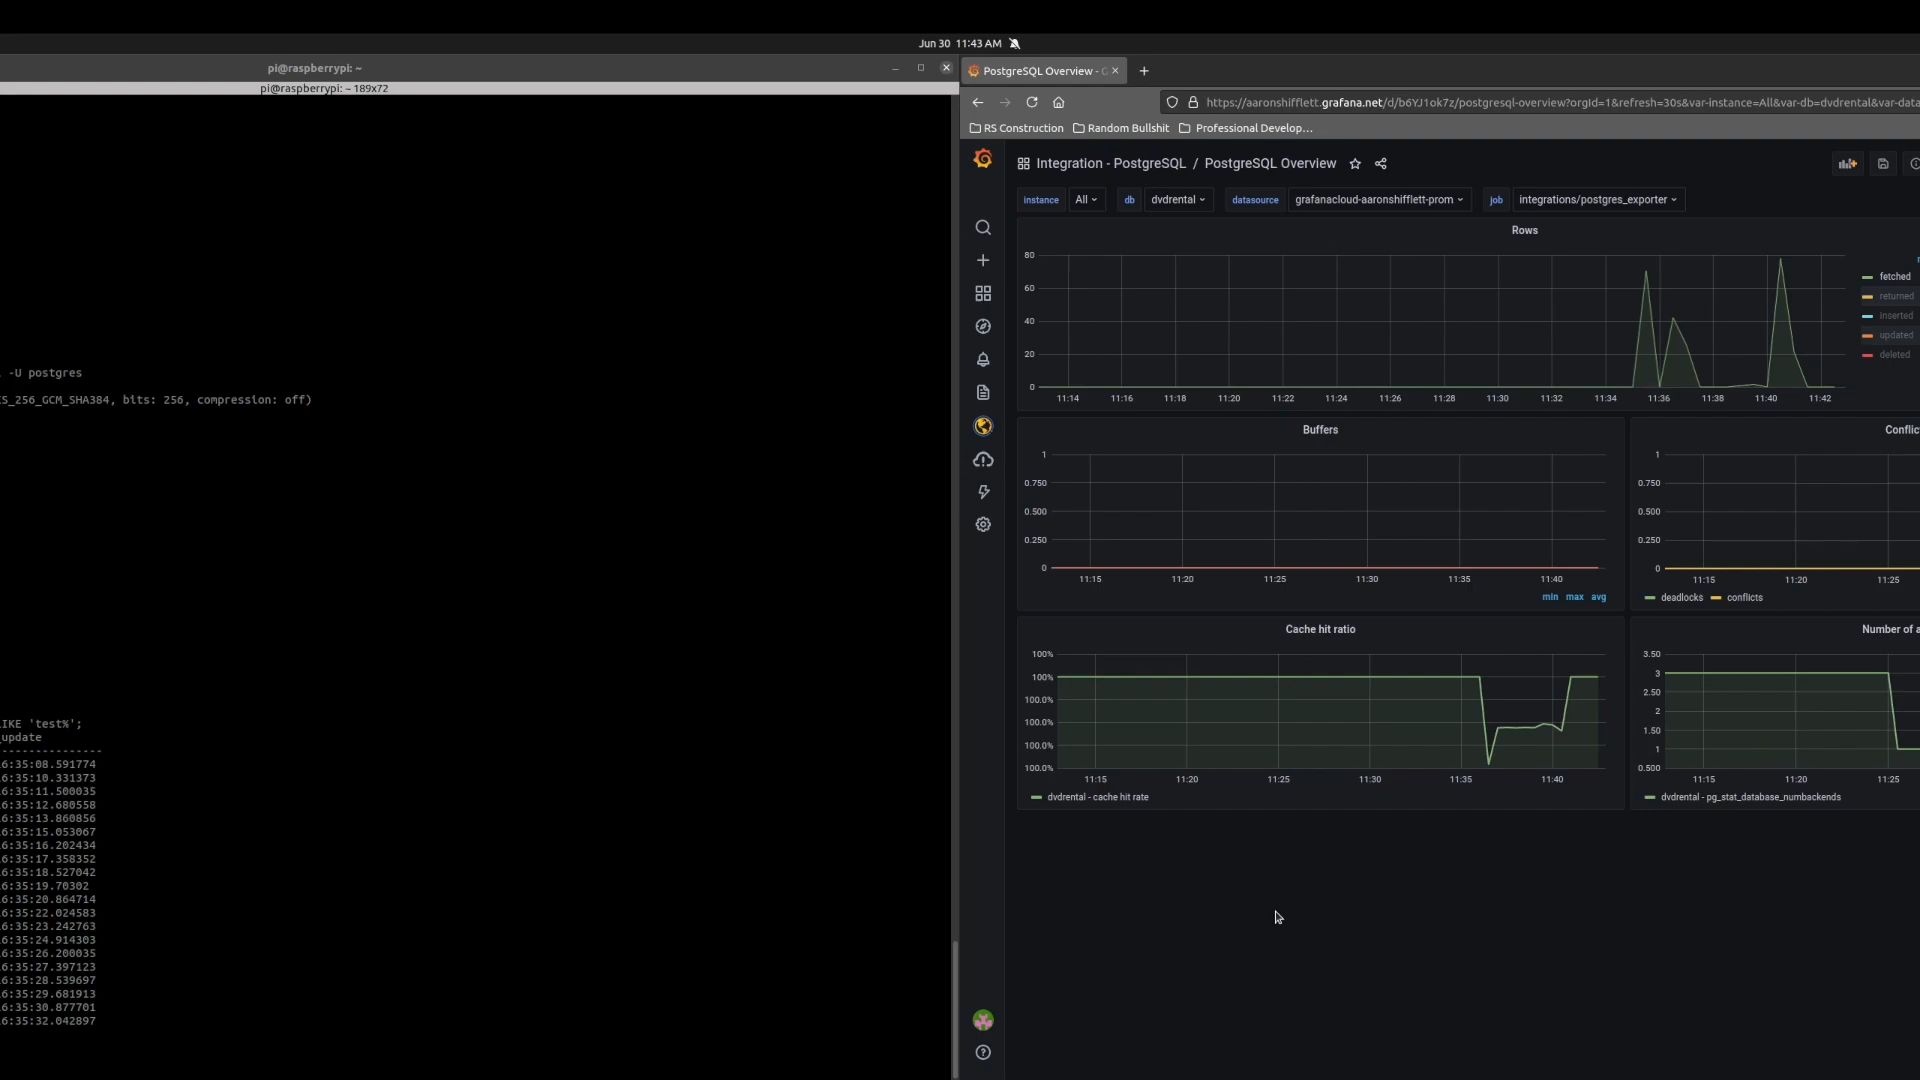 Jun 30 11:43 AM
pi@raspberrypi: ~
pi@raspberrypi: ~ 189x72
-U postgres
S_256_GCM_SHA384, bits: 256, compression: off)
IKE 'test%';
_update
---------------
6:35:08.591774
6:35:10.331373
6:35:11.500035
6:35:12.680558
6:35:13.860856
6:35:15.053067
6:35:16.202434
6:35:17.358352
6:35:18.527042
6:35:19.70302
6:35:20.864714
6:35:22.024583
6:35:23.242763
6:35:24.914303
6:35:26.200035
6:35:27.397123
6:35:28.539697
6:35:29.681913
6:35:30.877701
6:35:32.042897
PostgreSQL Overview -
https://aaronshifflett.grafana.net/d/b6YJ1ok7z/postgresql-overview?orgId=1&refresh=30s&var-instance=All&var-db=dvdrental&var-data
RS Construction Random Bullshit Professional Develop…
Integration - PostgreSQL / PostgreSQL Overview
instance All db dvdrental datasource grafanacloud-aaronshifflett-prom job integrations/postgres_exporter
Rows
80
60
40
20
0
11:14 11:16 11:18 11:20 11:22 11:24 11:26 11:28 11:30 11:32 11:34 11:36 11:38 11:40 11:42
fetched
returned
inserted
updated
deleted
Buffers
1
0.750
0.500
0.250
0
11:15 11:20 11:25 11:30 11:35 11:40
min max avg
Conflic
1
0.750
0.500
0.250
0
11:15 11:20 11:25
deadlocks conflicts
Cache hit ratio
100%
100%
100.0%
100.0%
100.0%
100.0%
11:15 11:20 11:25 11:30 11:35 11:40
dvdrental - cache hit rate
Number of a
3.50
3
2.50
2
1.50
1
0.500
11:15 11:20 11:25
dvdrental - pg_stat_database_numbackends